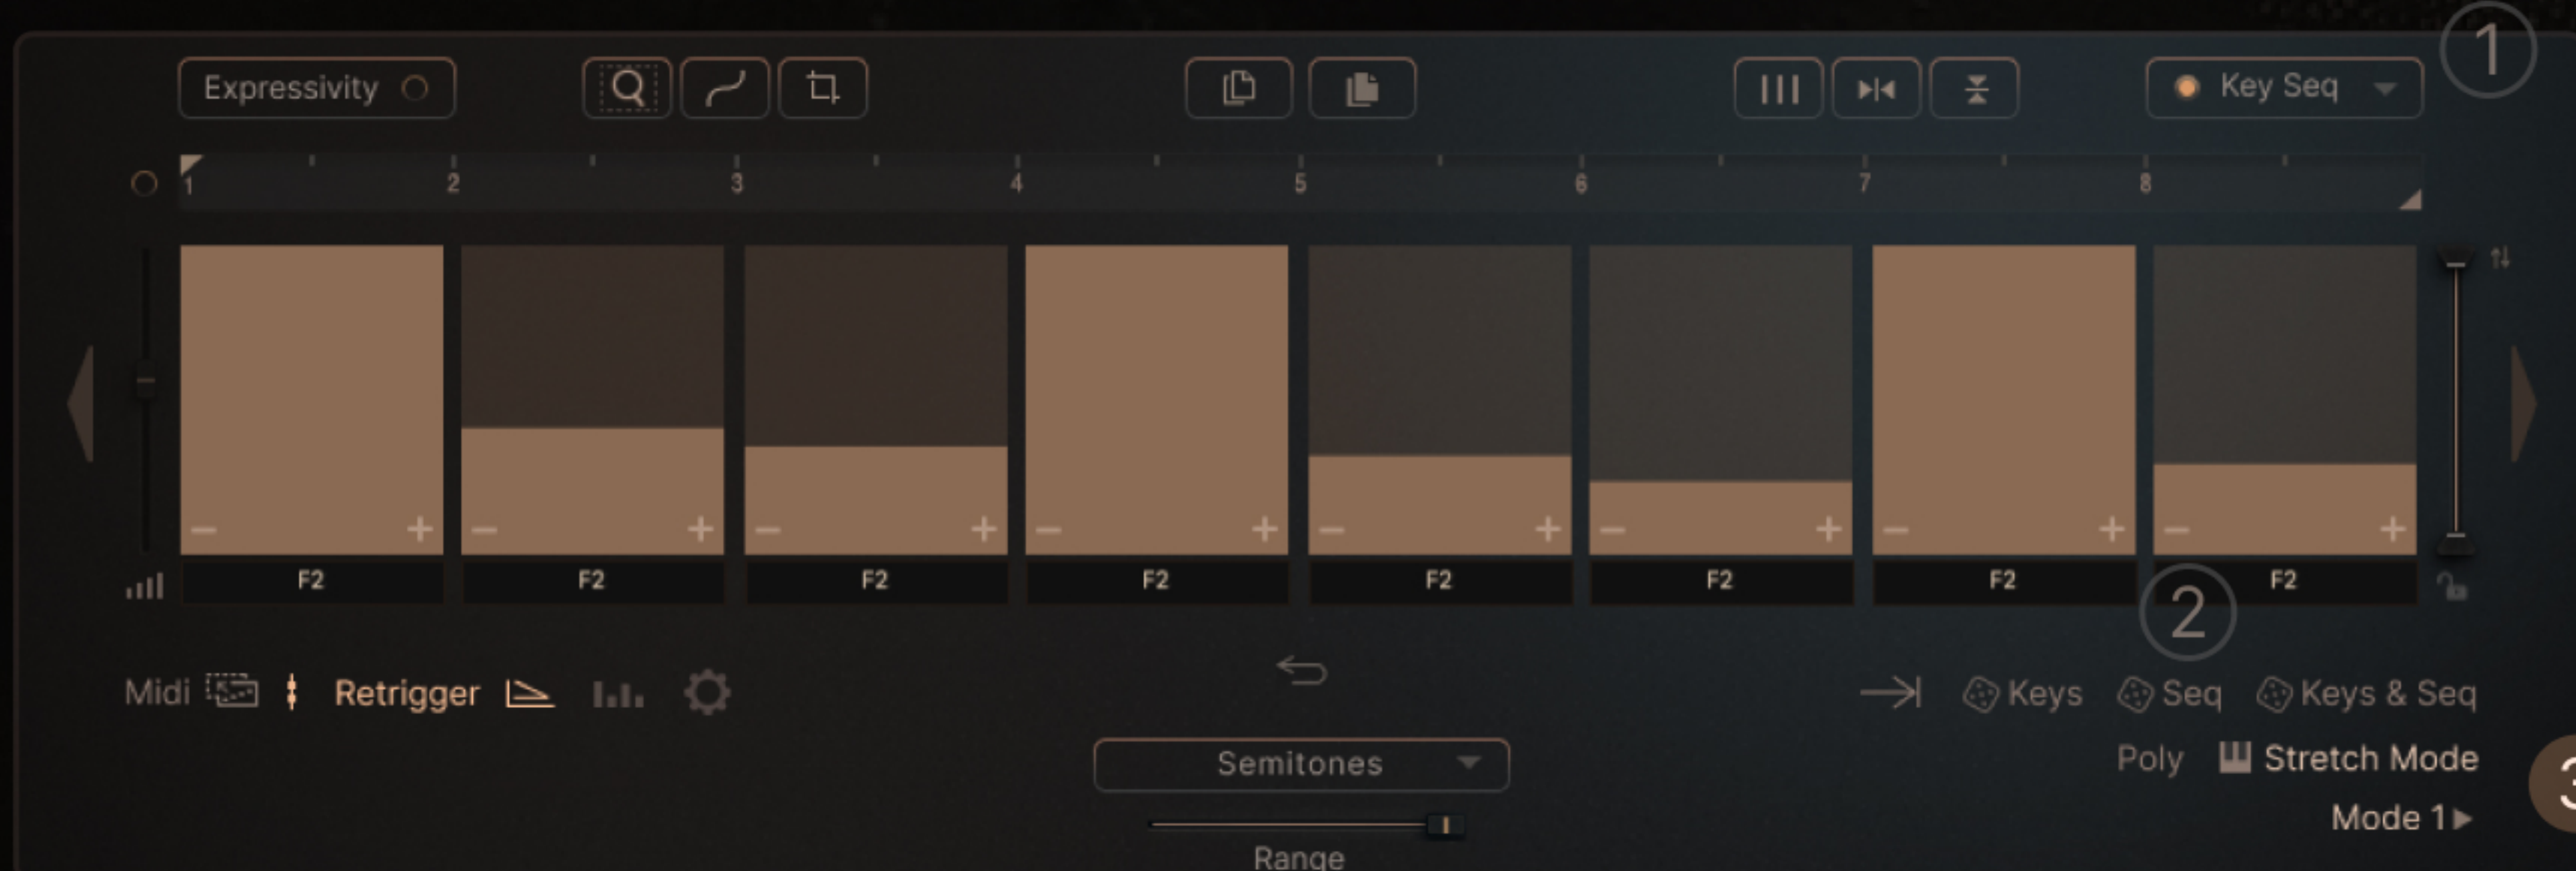 1
Expressivity
Key Seq
1 2 3 4 5 6 7 8
F2 F2 F2 F2 F2 F2 F2 F2
2
Midi Retrigger Keys Seq Keys & Seq
Semitones
Poly Stretch Mode
3
Mode 1
Range